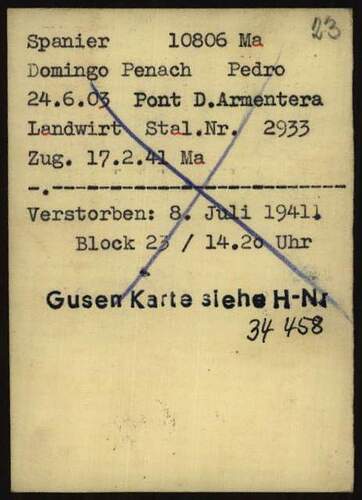 23
Spanier 10806 Ma
Domingo Penach Pedro
24.6.03 Pont D.Armentera
Landwirt Stal.Nr. 2933
Zug. 17.2.41 Ma
Verstorben: 8. Juli 1941.
Block 23 / 14.20 Uhr
Gusen Karte siehe H-Nr
34 458